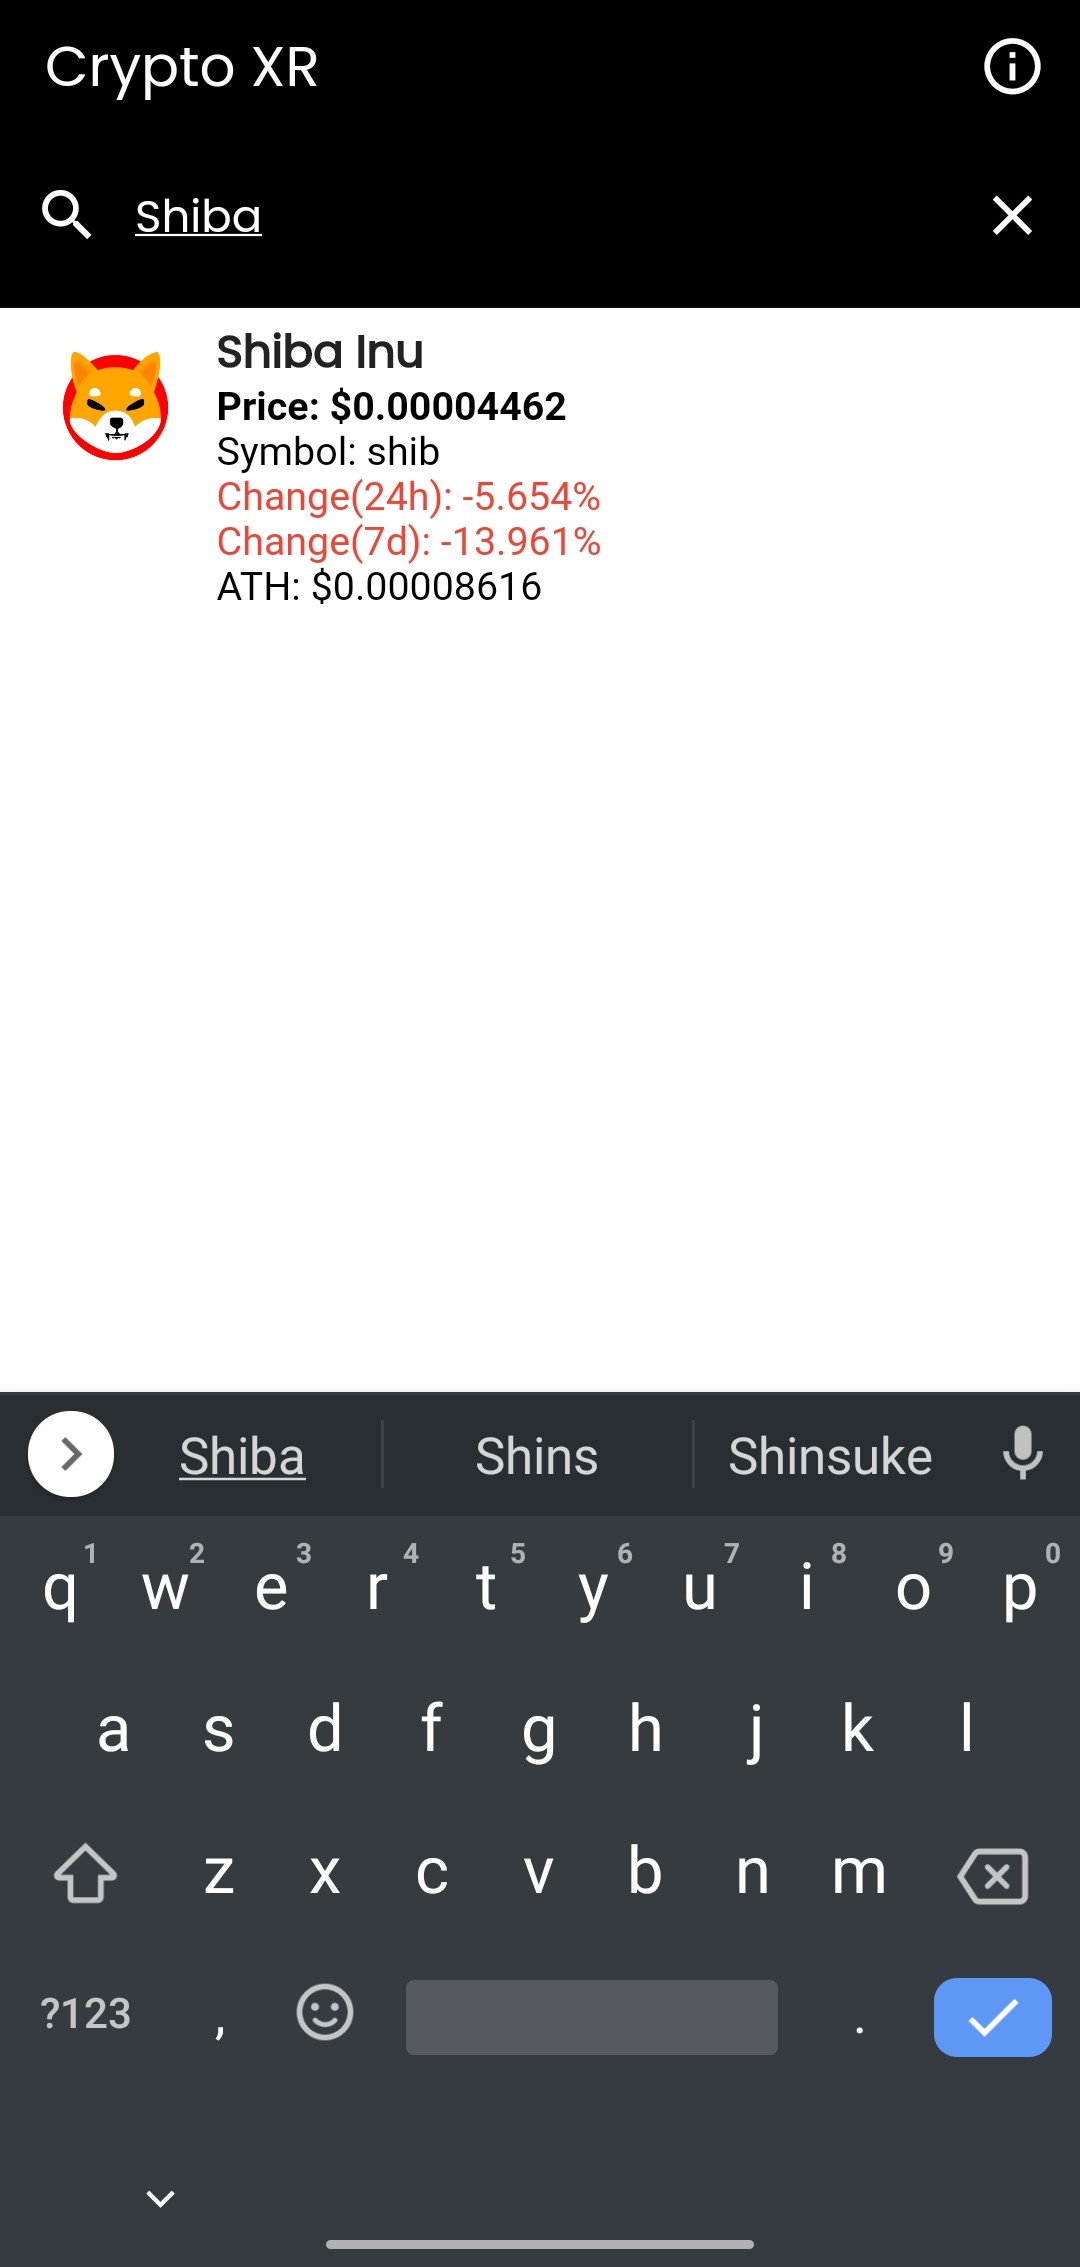 Crypto XR
Shiba
Shiba Inu
Price: $0.00004462
Symbol: shib
Change(24h): -5.654%
Change(7d): -13.961%
ATH: $0.00008616
Shiba Shins Shinsuke
1 2 3 4 5 6 7 8 9 0
q w e r t y u i o p
a s d f g h j k l
z x c v b n m
?123 , .